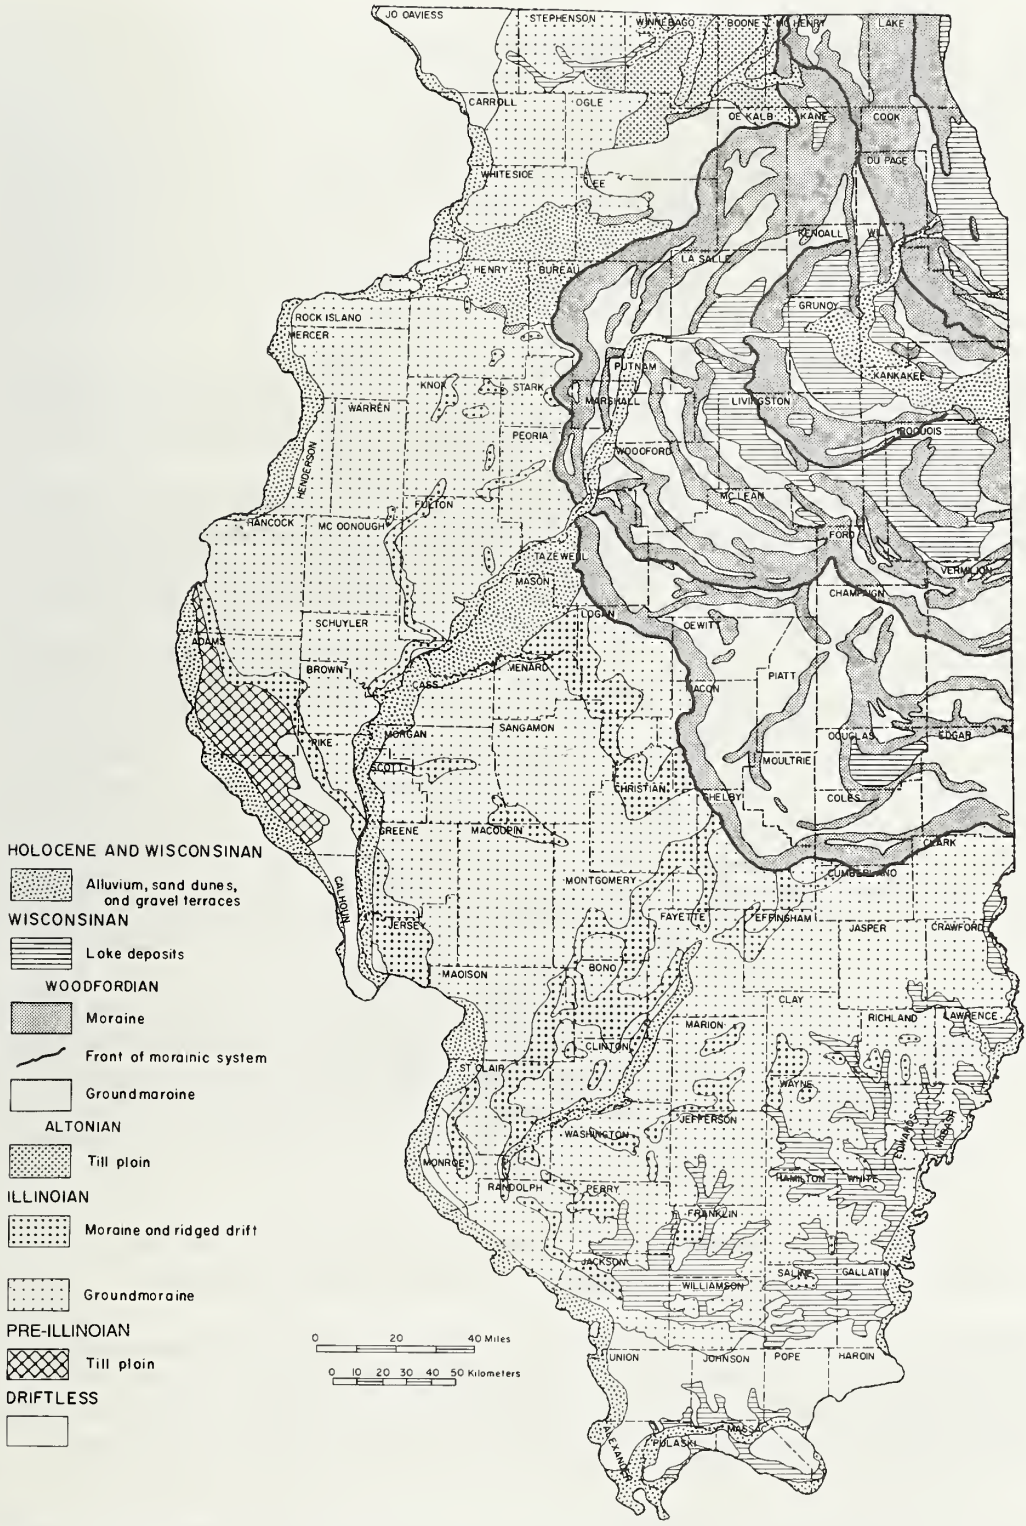 JO DAVIESS
STEPHENSON
WINNEBAGO
BOONE
MC HENRY
LAKE
CARROLL
OGLE
DE KALB
KANE
COOK
DU PAGE
WHITESIDE
LEE
KENDALL
WILL
LA SALLE
HENRY
BUREAU
GRUNDY
ROCK ISLAND
MERCER
PUTNAM
KANKAKEE
KNOX
STARK
MARSHALL
LIVINGSTON
WARREN
PEORIA
IROQUOIS
HENDERSON
WOODFORD
MC LEAN
FULTON
HANCOCK
MC DONOUGH
FORD
TAZEWELL
MASON
VERMILION
CHAMPAIGN
LOGAN
SCHUYLER
DEWITT
ADAMS
BROWN
MENARD
PIATT
CASS
MACON
SANGAMON
MORGAN
PIKE
DOUGLAS
EDGAR
SCOTT
MOULTRIE
CHRISTIAN
SHELBY
COLES
GREENE
MACOUPIN
CLARK
CUMBERLAND
MONTGOMERY
CALHOUN
FAYETTE
EFFINGHAM
JASPER
CRAWFORD
JERSEY
MADISON
BOND
CLAY
RICHLAND
LAWRENCE
MARION
CLINTON
ST CLAIR
WAYNE
EDWARDS
WABASH
JEFFERSON
WASHINGTON
MONROE
RANDOLPH
PERRY
HAMILTON
WHITE
FRANKLIN
JACKSON
WILLIAMSON
SALINE
GALLATIN
UNION
JOHNSON
POPE
HARDIN
ALEXANDER
PULASKI
MASSAC
HOLOCENE AND WISCONSINAN
Alluvium, sand dunes,
and gravel terraces
WISCONSINAN
Lake deposits
WOODFORDIAN
Moraine
Front of morainic system
Groundmaroine
ALTONIAN
Till plain
ILLINOIAN
Moraine and ridged drift
Groundmoraine
PRE-ILLINOIAN
Till plain
DRIFTLESS
0 20 40 Miles
0 10 20 30 40 50 Kilometers